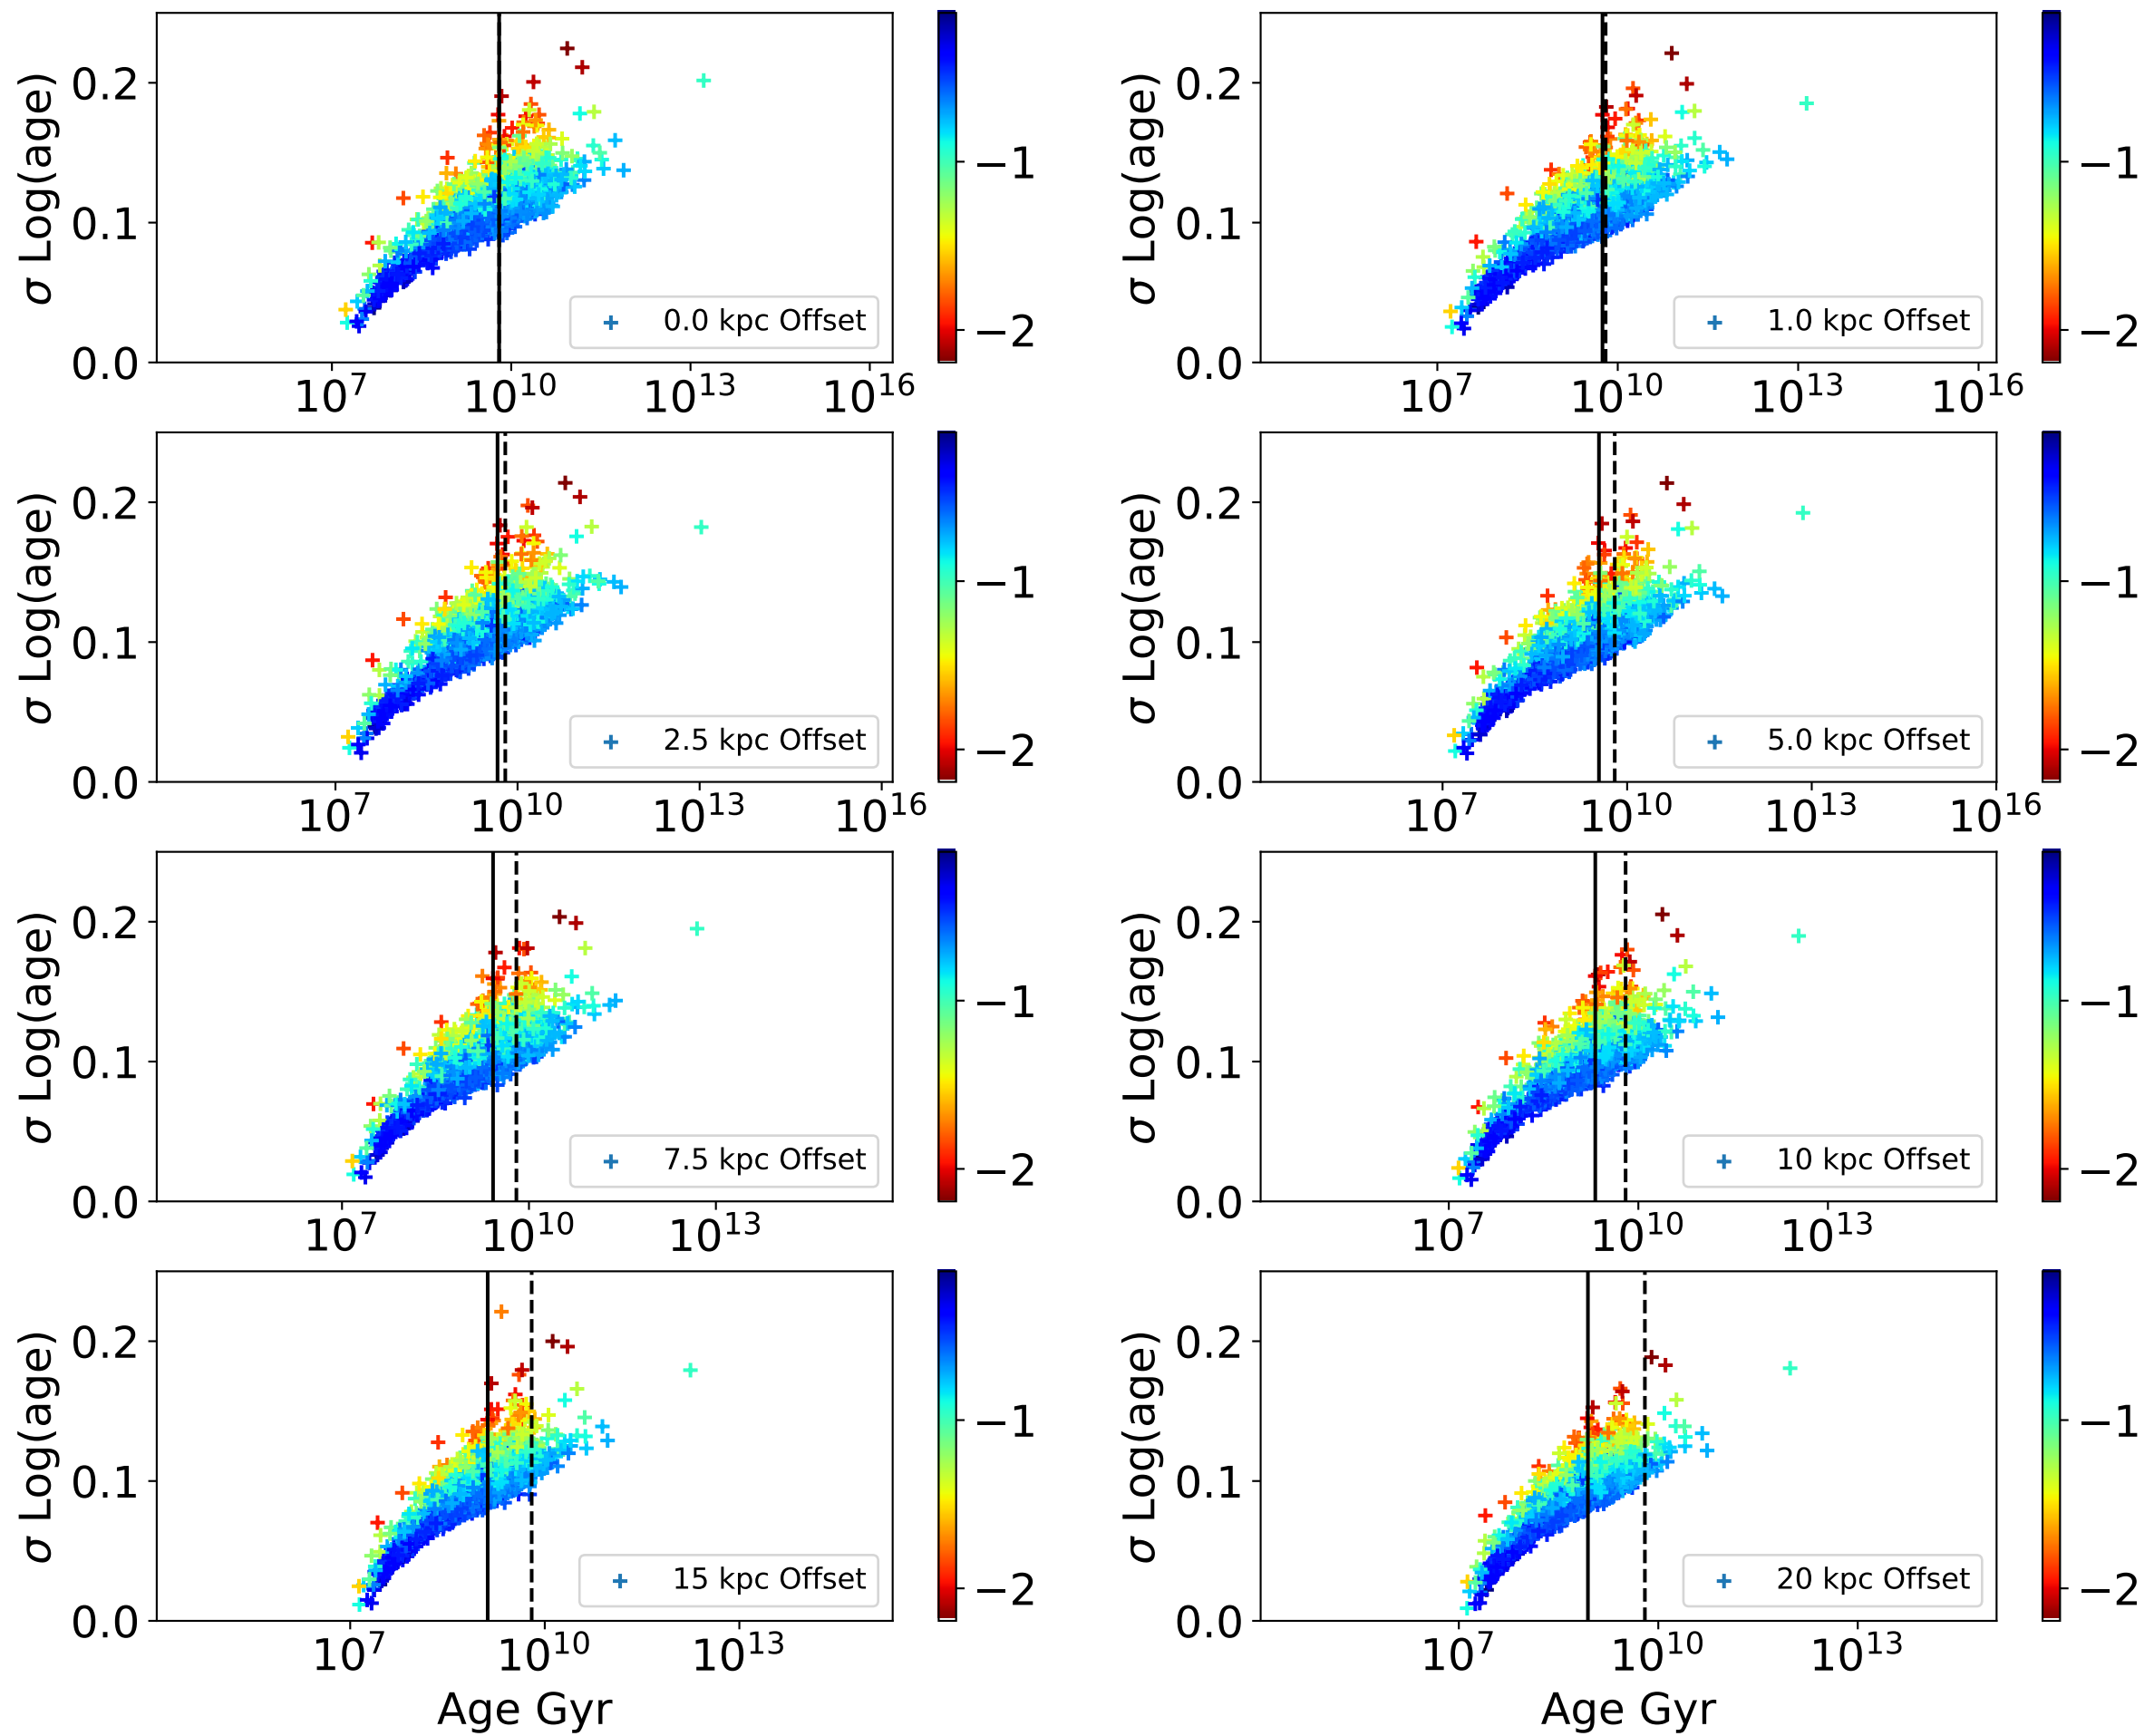 σ Log(age)
0.2
0.1
0.0
0.0 kpc Offset
10^7 10^10 10^13 10^16
−1
−2
σ Log(age)
0.2
0.1
0.0
1.0 kpc Offset
10^7 10^10 10^13 10^16
−1
−2
σ Log(age)
0.2
0.1
0.0
2.5 kpc Offset
10^7 10^10 10^13 10^16
−1
−2
σ Log(age)
0.2
0.1
0.0
5.0 kpc Offset
10^7 10^10 10^13 10^16
−1
−2
σ Log(age)
0.2
0.1
0.0
7.5 kpc Offset
10^7 10^10 10^13
−1
−2
σ Log(age)
0.2
0.1
0.0
10 kpc Offset
10^7 10^10 10^13
−1
−2
σ Log(age)
0.2
0.1
0.0
15 kpc Offset
10^7 10^10 10^13
Age Gyr
−1
−2
σ Log(age)
0.2
0.1
0.0
20 kpc Offset
10^7 10^10 10^13
Age Gyr
−1
−2